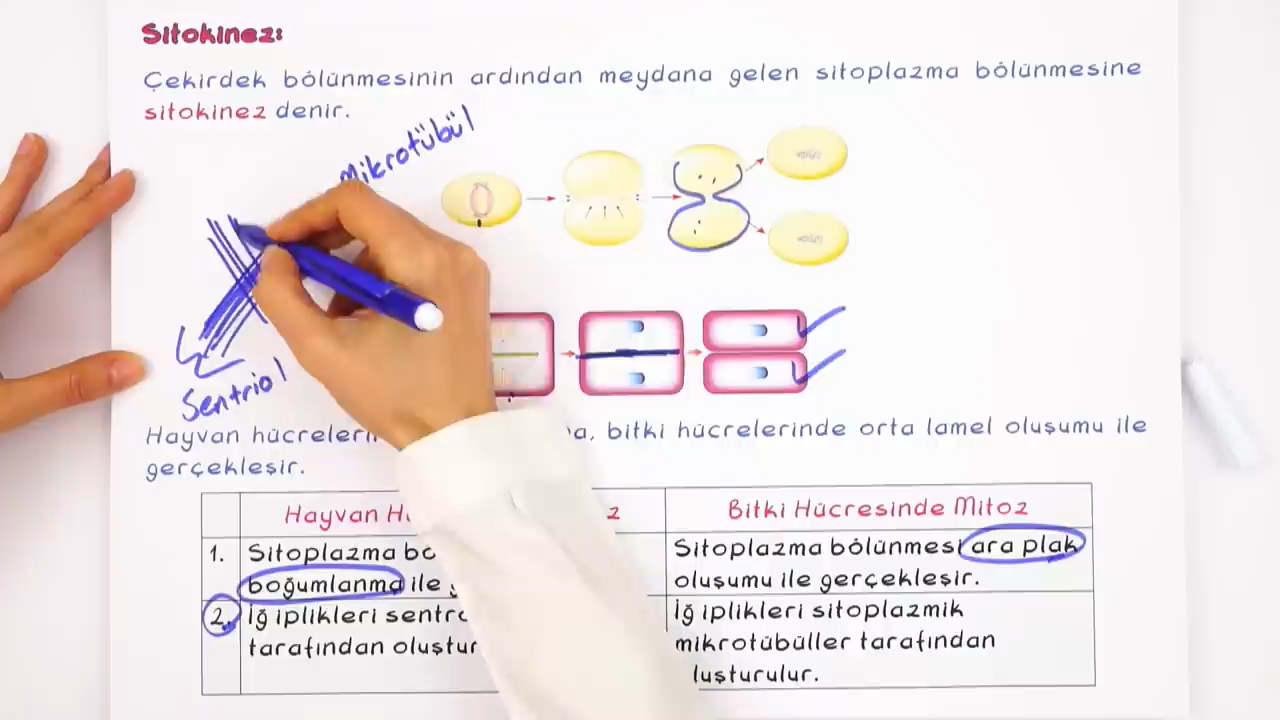 Sitokinez:
Çekirdek bölünmesinin ardından meydana gelen sitoplazma bölünmesine
sitokinez denir.
Mikrotübül
Sentriol
Hayvan hücrelerin , bitki hücrelerinde orta lamel oluşumu ile
gerçekleşir.
Hayvan H
Bitki Hücresinde Mitoz
1. Sitoplazma bö
boğumlanma ile
Sitoplazma bölünmesi ara plak
oluşumu ile gerçekleşir.
2. İğ iplikleri sentro
tarafından oluştur
İğ iplikleri sitoplazmik
mikrotübüller tarafından
luşturulur.